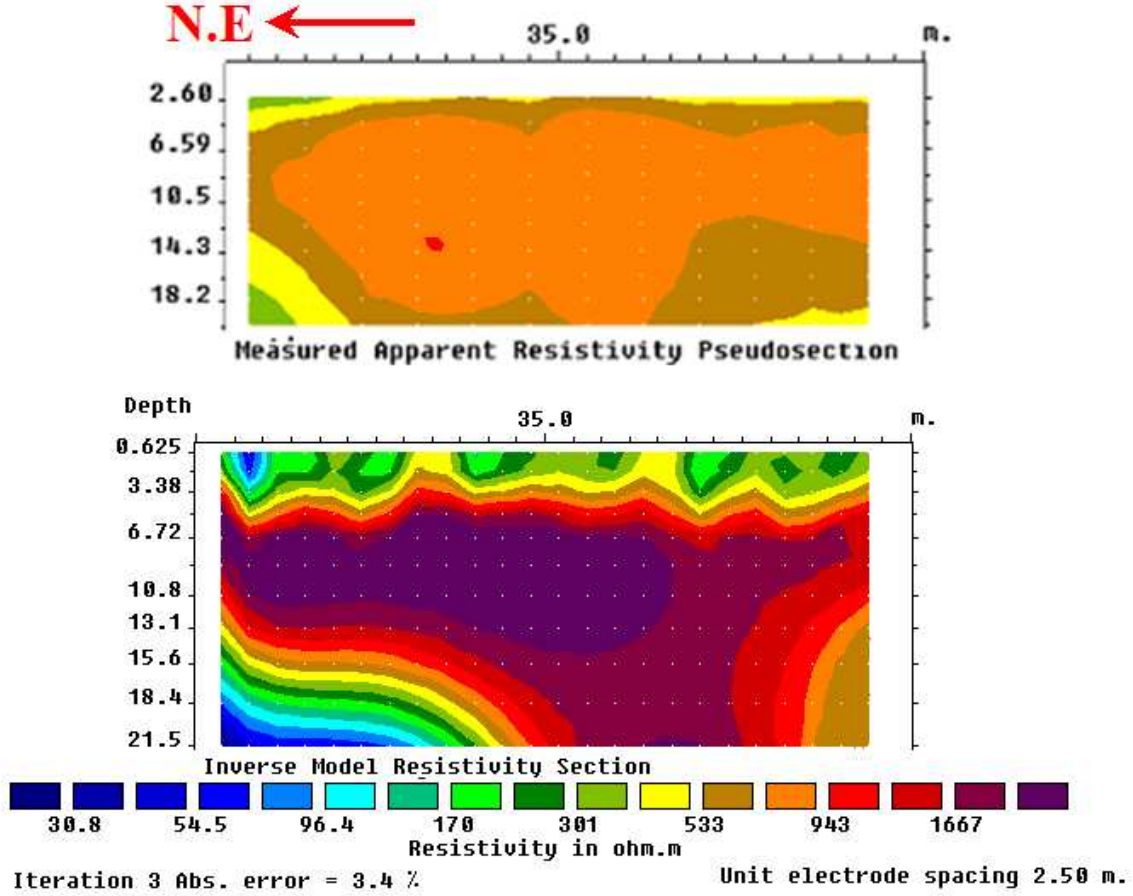 N.E
35.0 m.
2.60
6.59
10.5
14.3
18.2
Measured Apparent Resistivity Pseudosection
Depth 35.0 m.
0.625
3.38
6.72
10.8
13.1
15.6
18.4
21.5
Inverse Model Resistivity Section
30.8 54.5 96.4 170 301 533 943 1667
Resistivity in ohm.m
Iteration 3 Abs. error = 3.4 % Unit electrode spacing 2.50 m.